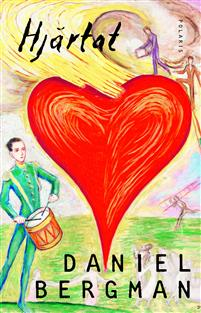 Hjärtat
POLARIS
DANIEL
BERGMAN